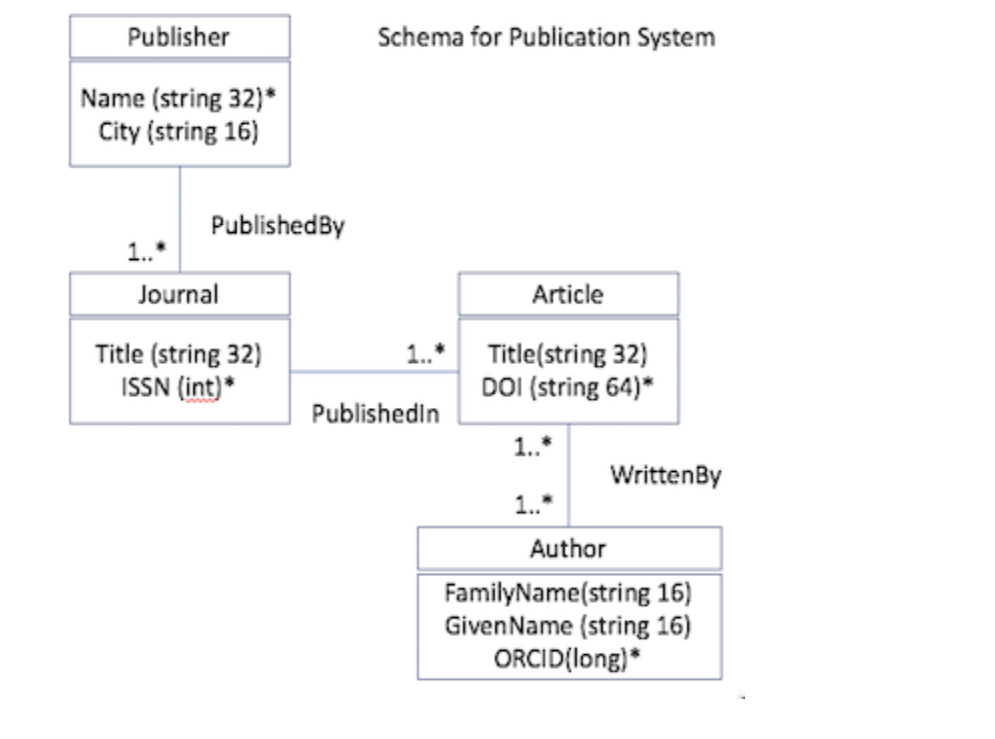 Publisher
Schema for Publication System
Name (string 32)*
City (string 16)
PublishedBy
1..*
Journal
Article
Title (string 32)
ISSN (int)*
1..*
PublishedIn
Title(string 32)
DOI (string 64)*
1..*
WrittenBy
1..*
Author
FamilyName(string 16)
GivenName (string 16)
ORCID(long)*